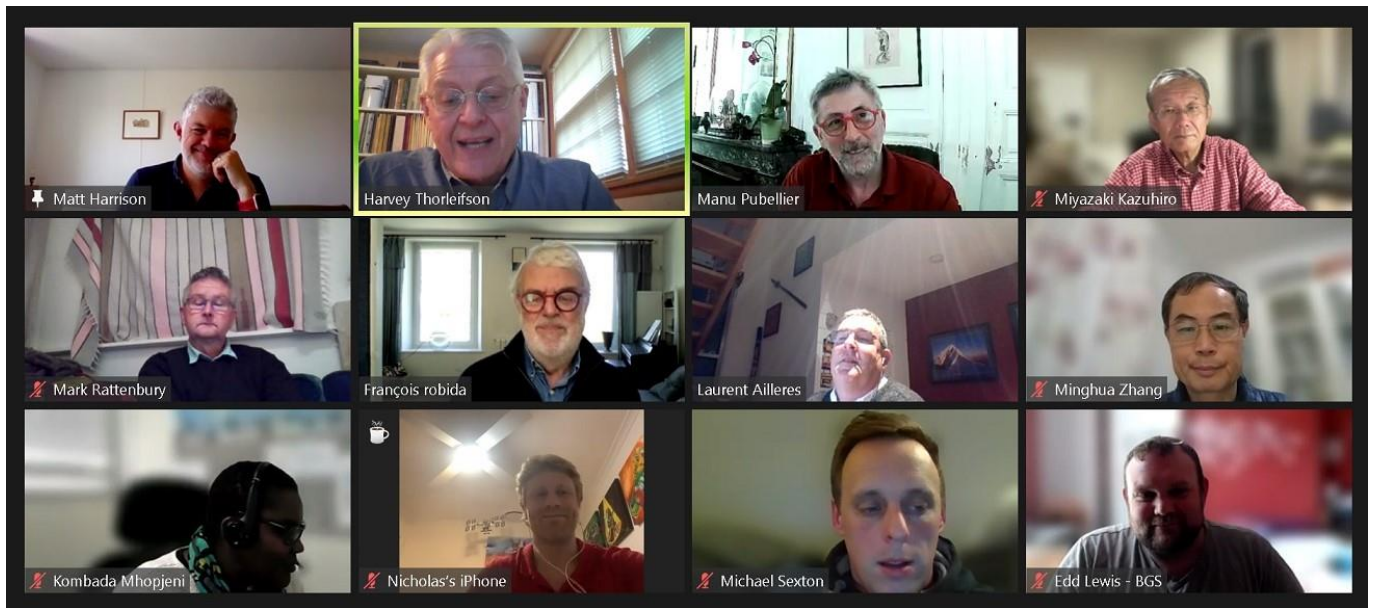 Matt Harrison
Harvey Thorleifson
Manu Pubellier
Miyazaki Kazuhiro
Mark Rattenbury
François robida
Laurent Ailleres
Minghua Zhang
Kombada Mhopjeni
Nicholas's iPhone
Michael Sexton
Edd Lewis - BGS